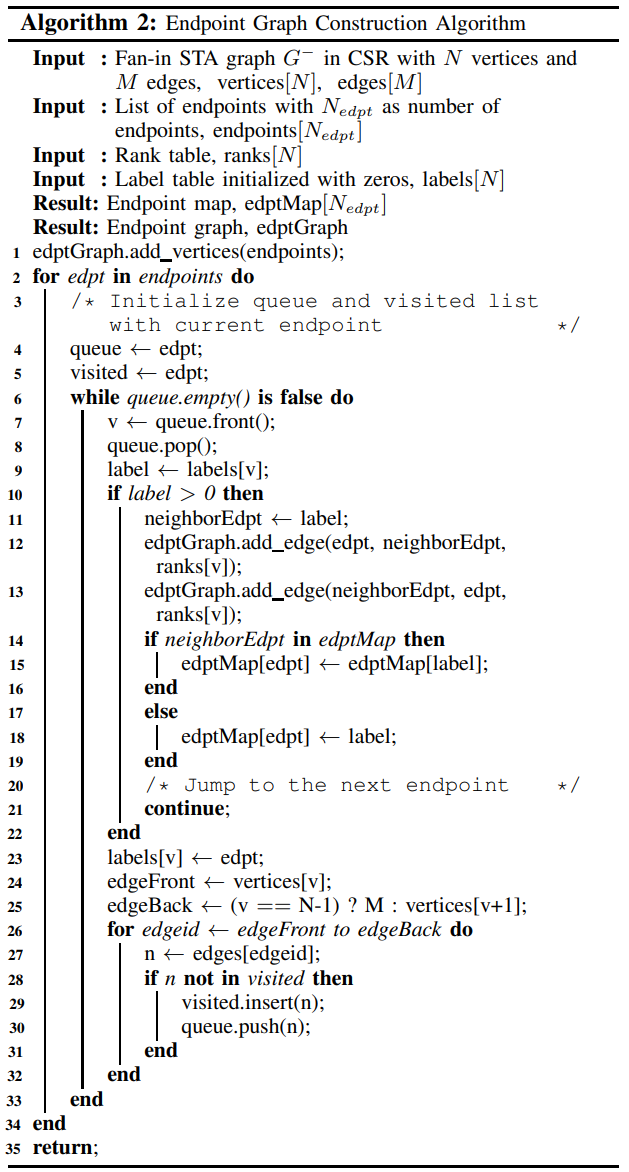 Algorithm 2: Endpoint Graph Construction Algorithm
Input : Fan-in STA graph G⁻ in CSR with N vertices and
M edges, vertices[N], edges[M]
Input : List of endpoints with N_edpt as number of
endpoints, endpoints[N_edpt]
Input : Rank table, ranks[N]
Input : Label table initialized with zeros, labels[N]
Result: Endpoint map, edptMap[N_edpt]
Result: Endpoint graph, edptGraph
1 edptGraph.add_vertices(endpoints);
2 for edpt in endpoints do
3 /* Initialize queue and visited list
with current endpoint */
4 queue ← edpt;
5 visited ← edpt;
6 while queue.empty() is false do
7 v ← queue.front();
8 queue.pop();
9 label ← labels[v];
10 if label > 0 then
11 neighborEdpt ← label;
12 edptGraph.add_edge(edpt, neighborEdpt,
ranks[v]);
13 edptGraph.add_edge(neighborEdpt, edpt,
ranks[v]);
14 if neighborEdpt in edptMap then
15 edptMap[edpt] ← edptMap[label];
16 end
17 else
18 edptMap[edpt] ← label;
19 end
20 /* Jump to the next endpoint */
21 continue;
22 end
23 labels[v] ← edpt;
24 edgeFront ← vertices[v];
25 edgeBack ← (v == N-1) ? M : vertices[v+1];
26 for edgeid ← edgeFront to edgeBack do
27 n ← edges[edgeid];
28 if n not in visited then
29 visited.insert(n);
30 queue.push(n);
31 end
32 end
33 end
34 end
35 return;